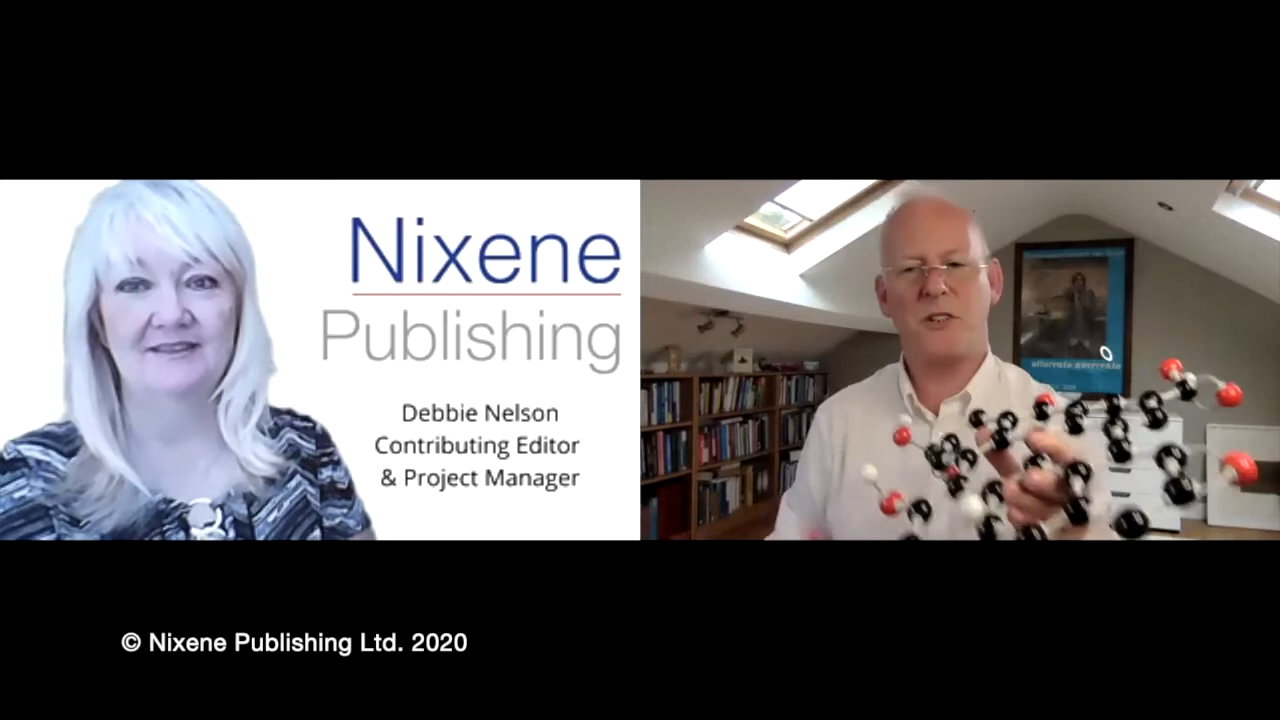 Nixene
Publishing
Debbie Nelson
Contributing Editor
& Project Manager
© Nixene Publishing Ltd. 2020